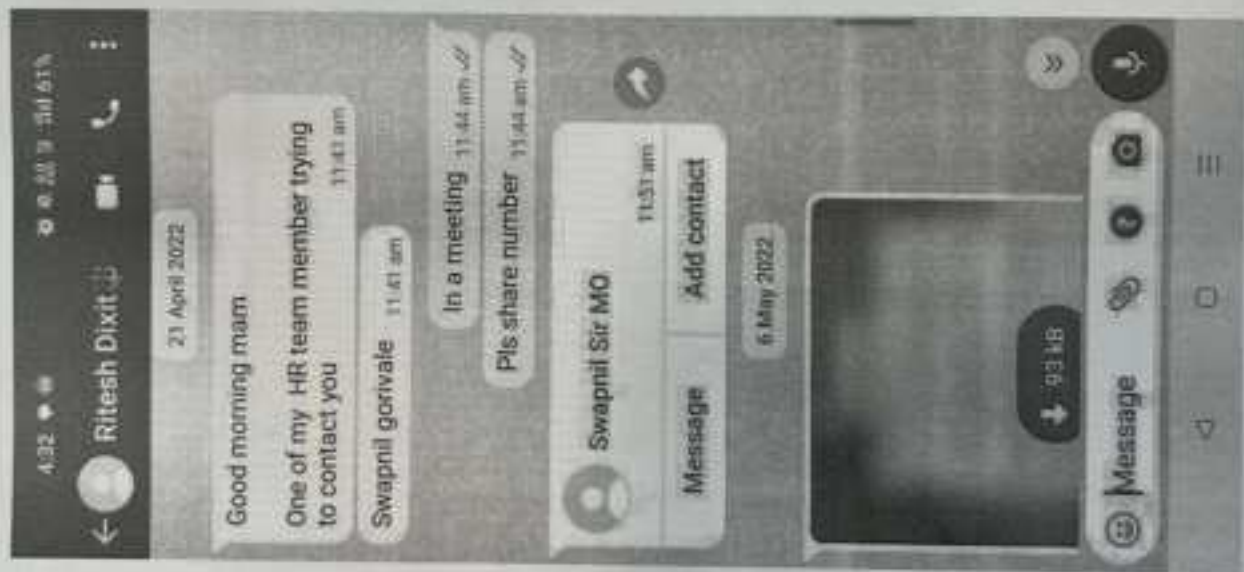 4:32
61%
Ritesh Dixit
21 April 2022
Good morning mam
One of my HR team member trying
to contact you
11:41 am
Swapnil gorivale 11:41 am
In a meeting 11:44 am
Pls share number 11:44 am
Swapnil Sir MO
11:51 am
Message Add contact
6 May 2022
93 kB
Message